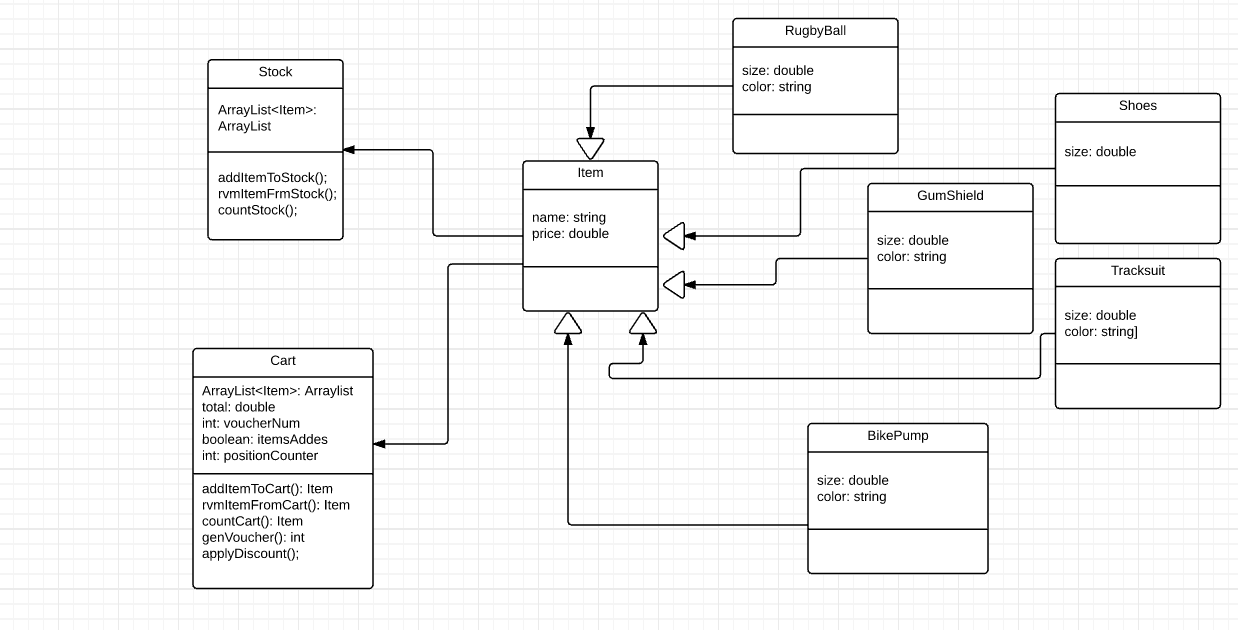 RugbyBall
size: double
color: string
Stock
ArrayList<Item>:
ArrayList
addItemToStock();
rvmItemFrmStock();
countStock();
Shoes
size: double
Item
name: string
price: double
GumShield
size: double
color: string
Tracksuit
size: double
color: string]
Cart
ArrayList<Item>: Arraylist
total: double
int: voucherNum
boolean: itemsAddes
int: positionCounter
addItemToCart(): Item
rvmItemFromCart(): Item
countCart(): Item
genVoucher(): int
applyDiscount();
BikePump
size: double
color: string